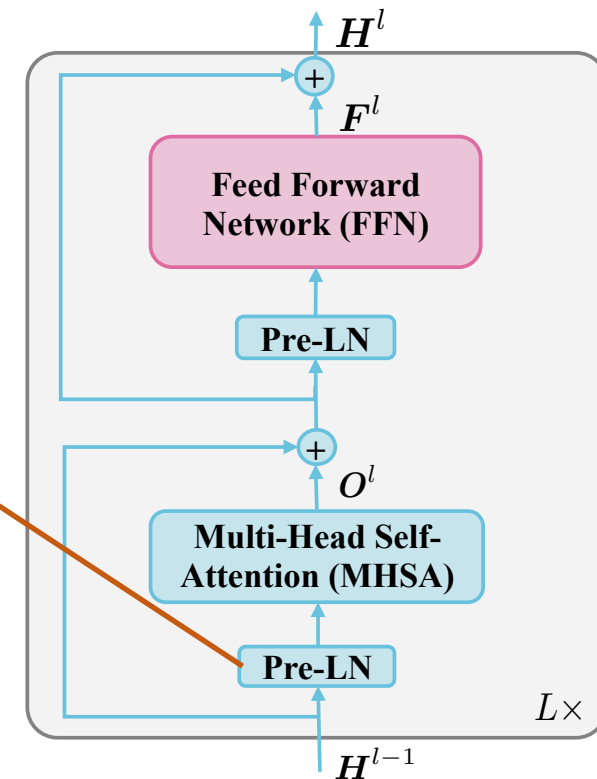 H^l
+
F^l
Feed Forward
Network (FFN)
Pre-LN
+
O^l
Multi-Head Self-
Attention (MHSA)
Pre-LN
L×
H^{l−1}